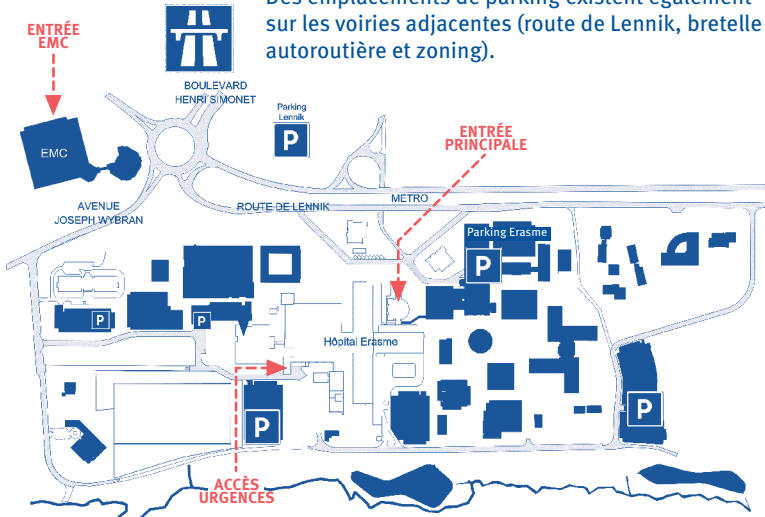 Des emplacements de parking existent également
sur les voiries adjacentes (route de Lennik, bretelle
autoroutière et zoning).
ENTRÉE
EMC
BOULEVARD
HENRI SIMONET
Parking
Lennik
P
ENTRÉE
PRINCIPALE
EMC
METRO
AVENUE
JOSEPH WYBRAN
ROUTE DE LENNIK
Parking Erasme
P
P
P
Hôpital Erasme
P
P
ACCÈS
URGENCES